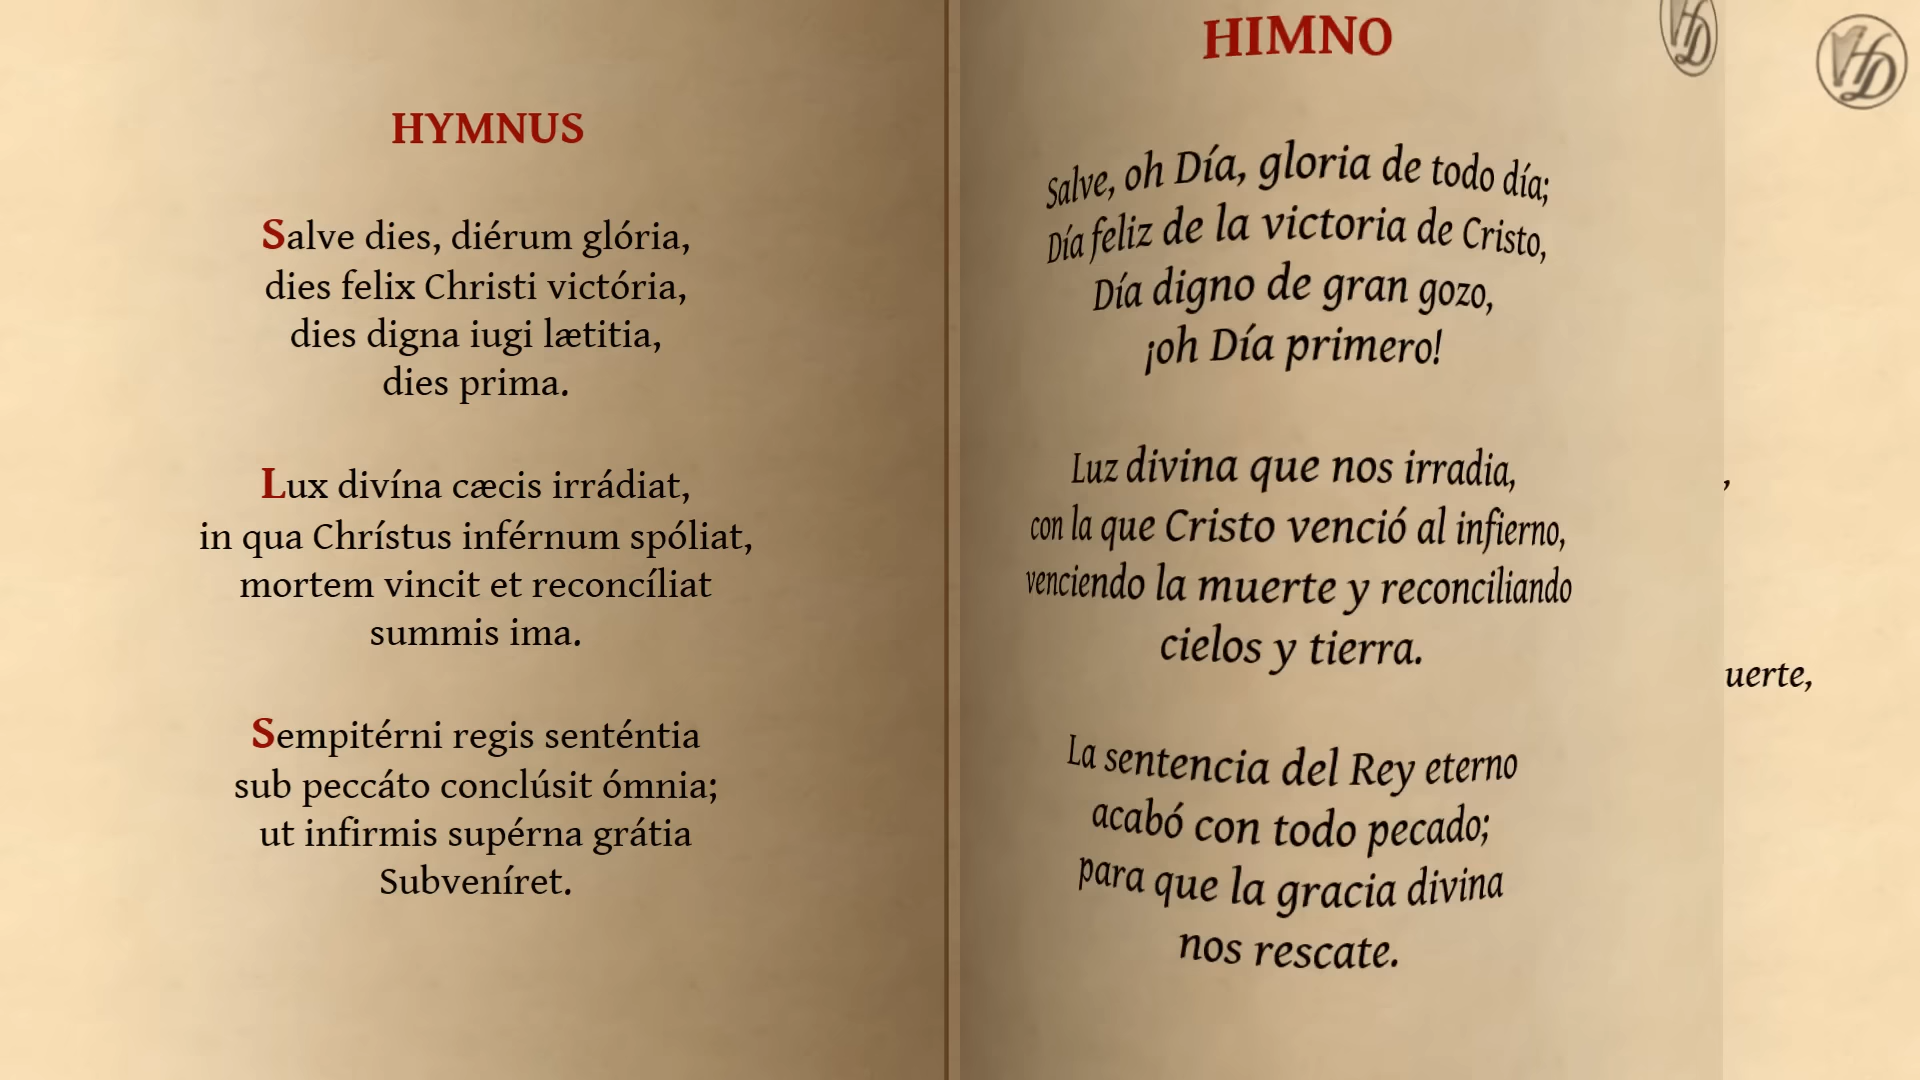 HYMNUS
Salve dies, diérum glória,
dies felix Christi victória,
dies digna iugi lætitia,
dies prima.
Lux divína cæcis irrádiat,
in qua Chrístus inférnum spóliat,
mortem vincit et reconcíliat
summis ima.
Sempitérni regis senténtia
sub peccáto conclúsit ómnia;
ut infirmis supérna grátia
Subveníret.
HIMNO
Salve, oh Día, gloria de todo día;
Día feliz de la victoria de Cristo,
Día digno de gran gozo,
¡oh Día primero!
Luz divina que nos irradia,
con la que Cristo venció al infierno,
venciendo la muerte y reconciliando
cielos y tierra.
La sentencia del Rey eterno
acabó con todo pecado;
para que la gracia divina
nos rescate.
HD
HD
,
uerte,